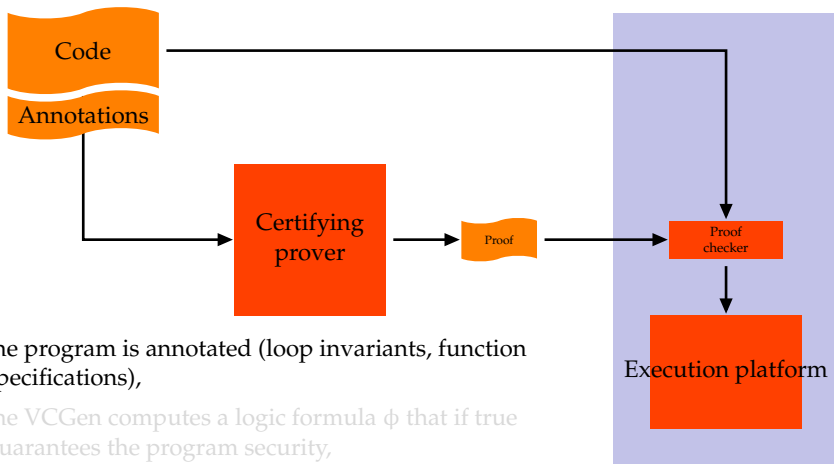 Code
Annotations
Certifying
prover
Proof
Proof
checker
Execution platform
he program is annotated (loop invariants, function
pecifications),
he VCGen computes a logic formula ϕ that if true
uarantees the program security,